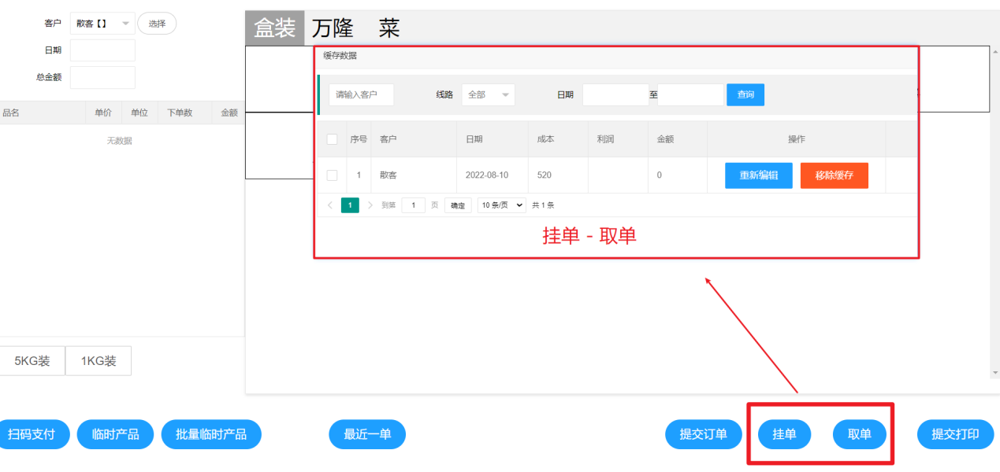 客户 散客【】 选择
日期
总金额
品名 单价 单位 下单数 金额
无数据
5KG装 1KG装
盒装 万隆 菜
缓存数据
请输入客户 线路 全部 日期 至 查询
序号 客户 日期 成本 利润 金额 操作
1 散客 2022-08-10 520 0 重新编辑 移除缓存
1 到第 1 页 确定 10 条/页 共 1 条
挂单 - 取单
扫码支付 临时产品 批量临时产品 最近一单 提交订单 挂单 取单 提交打印